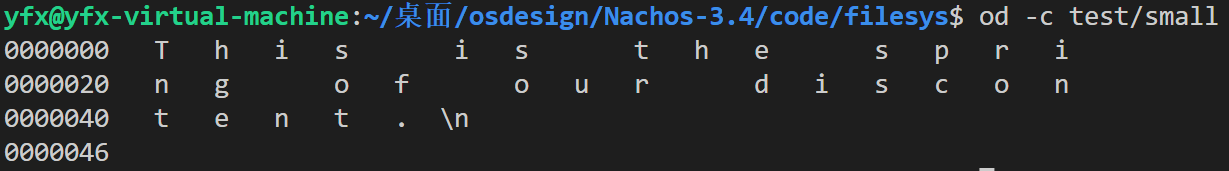 yfx@yfx-virtual-machine:~/桌面/osdesign/Nachos-3.4/code/filesys$ od -c test/small
0000000   T   h   i   s       i   s       t   h   e       s   p   r   i
0000020   n   g       o   f       o   u   r       d   i   s   c   o   n
0000040   t   e   n   t   .  \n
0000046